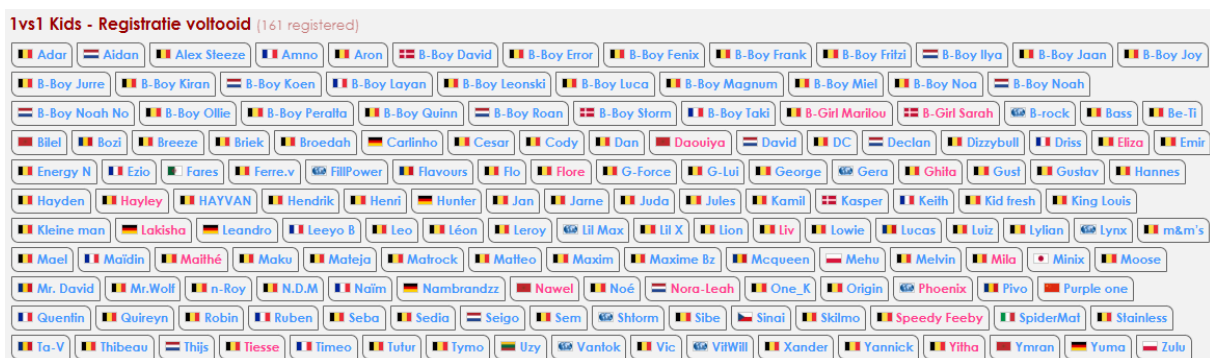 1vs1 Kids - Registratie voltooid (161 registered)
Adar Aidan Alex Steeze Amno Aron B-Boy David B-Boy Error B-Boy Fenix B-Boy Frank B-Boy Fritzi B-Boy Ilya B-Boy Jaan B-Boy Joy
B-Boy Jurre B-Boy Kiran B-Boy Koen B-Boy Layan B-Boy Leonski B-Boy Luca B-Boy Magnum B-Boy Miel B-Boy Noa B-Boy Noah
B-Boy Noah No B-Boy Ollie B-Boy Peralta B-Boy Quinn B-Boy Roan B-Boy Storm B-Boy Taki B-Girl Marilou B-Girl Sarah B-rock Bass Be-Ti
Bilel Bozi Breeze Briek Broedah Carlinho Cesar Cody Dan Daouiya David DC Declan Dizzybull Driss Eliza Emir
Energy N Ezio Fares Ferre.v FillPower Flavours Flo Flore G-Force G-Lui George Gera Ghita Gust Gustav Hannes
Hayden Hayley HAYVAN Hendrik Henri Hunter Jan Jarne Juda Jules Kamil Kasper Keith Kid fresh King Louis
Kleine man Lakisha Leandro Leeyo B Leo Léon Leroy Lil Max Lil X Lion Liv Lowie Lucas Luiz Lylian Lynx m&m's
Mael Maïdin Maithé Maku Mateja Matrock Matteo Maxim Maxime Bz Mcqueen Mehu Melvin Mila Minix Moose
Mr. David Mr.Wolf n-Roy N.D.M Naïm Nambrandzz Nawel Noé Nora-Leah One_K Origin Phoenix Pivo Purple one
Quentin Quireyn Robin Ruben Seba Sedia Seigo Sem Shtorm Sibe Sinai Skilmo Speedy Feeby SpiderMat Stainless
Ta-V Thibeau Thijs Tiesse Timeo Tutur Tymo Uzy Vantok Vic VitWill Xander Yannick Yitha Ymran Yuma Zulu